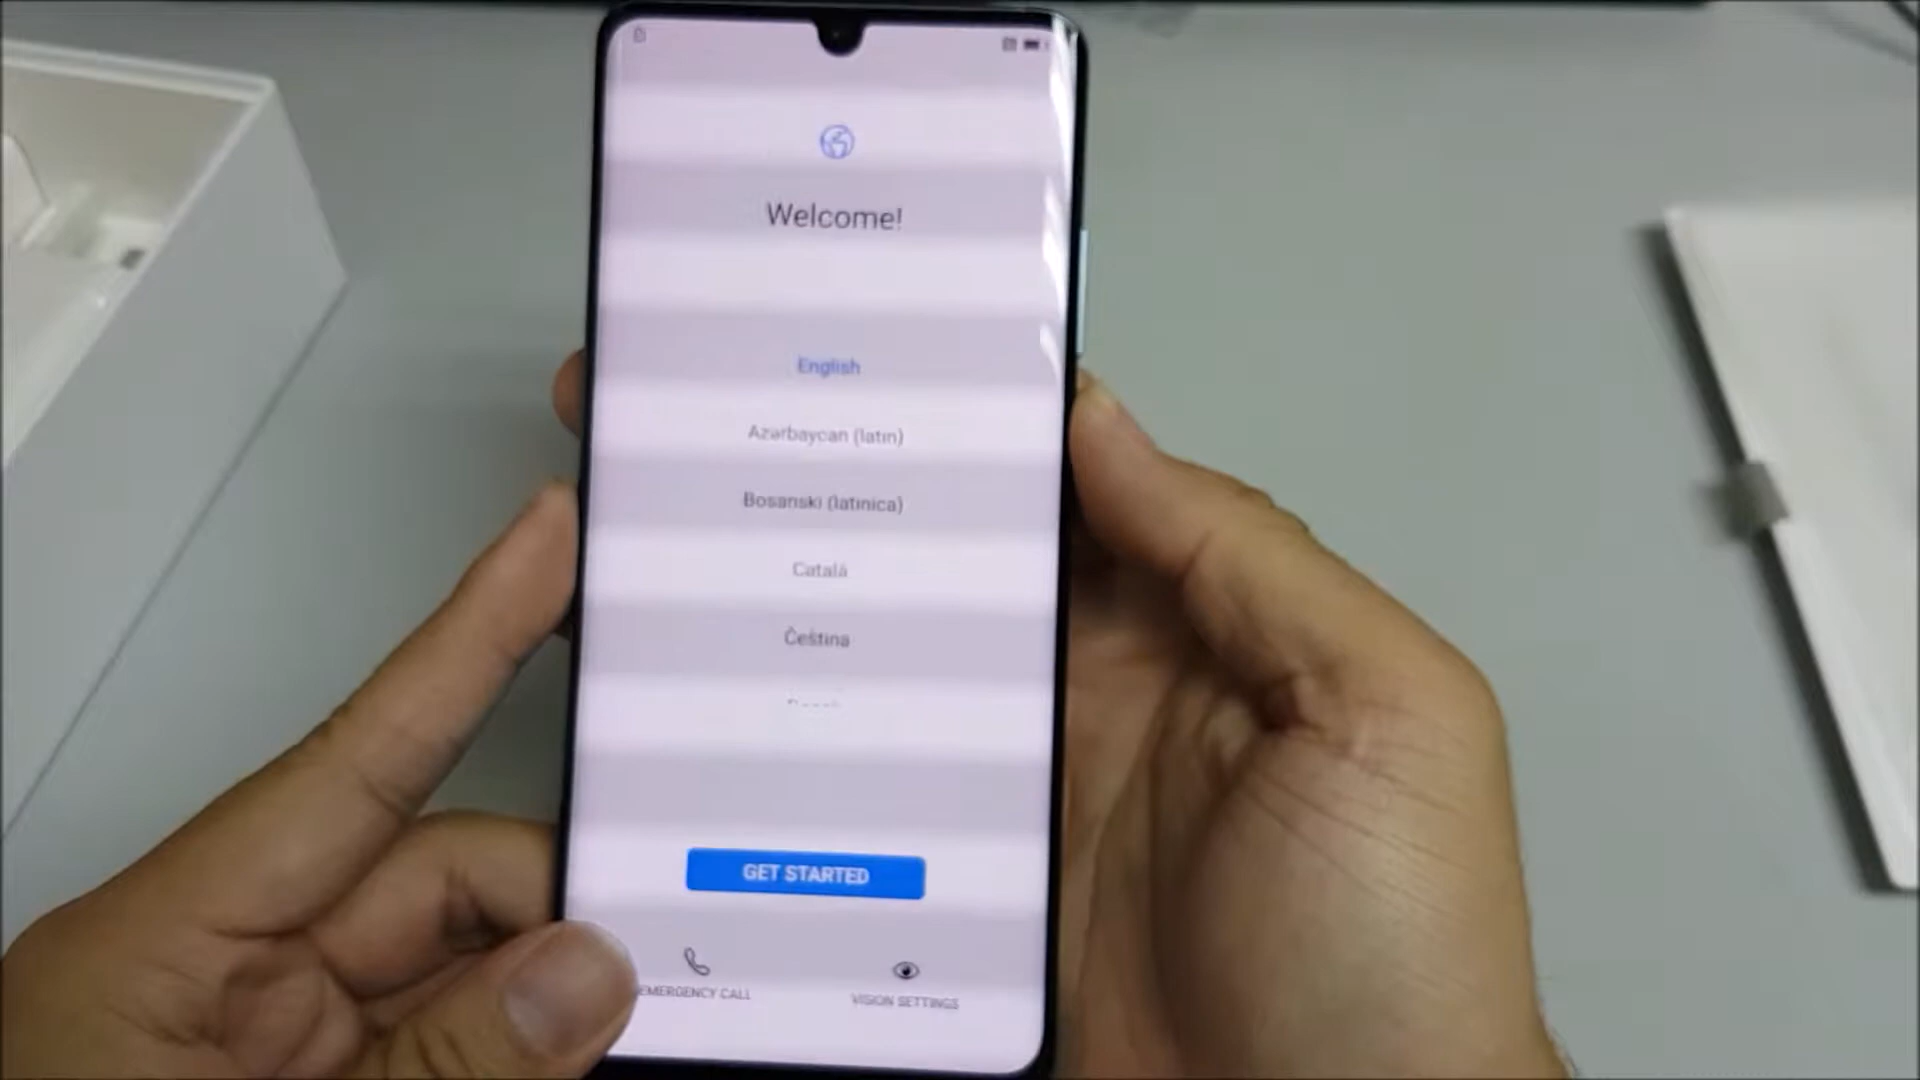 Welcome!
English
Azərbaycan (latın)
Bosanski (latinica)
Català
Čeština
GET STARTED
EMERGENCY CALL
VISION SETTINGS